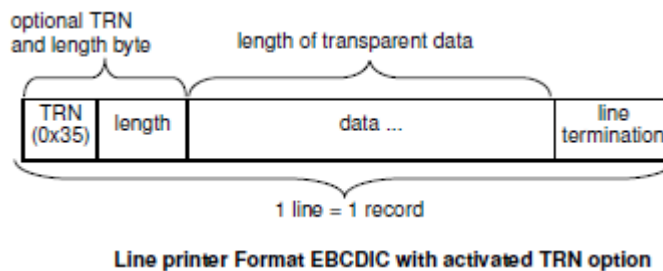 optional TRN
and length byte
length of transparent data
TRN
(0x35)
length
data ...
line
termination
1 line = 1 record
Line printer Format EBCDIC with activated TRN option